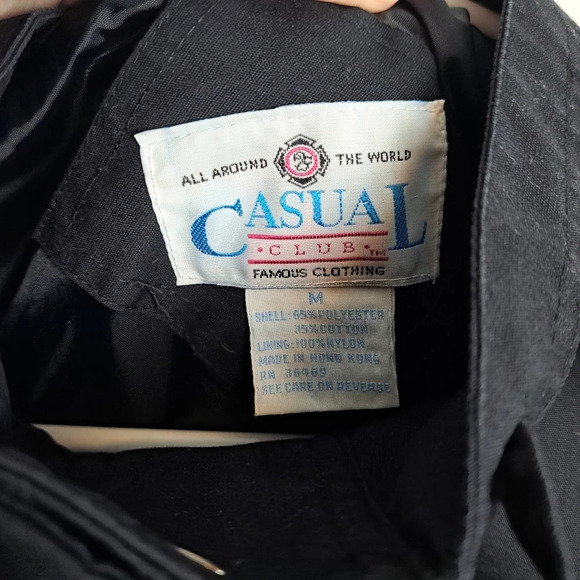 ALL AROUND THE WORLD
CASUAL
• CLUB • TM
FAMOUS CLOTHING
M
SHELL: 65% POLYESTER
35% COTTON
LINING: 100% NYLON
MADE IN HONG KONG
RN 36469
SEE CARE ON REVERSE